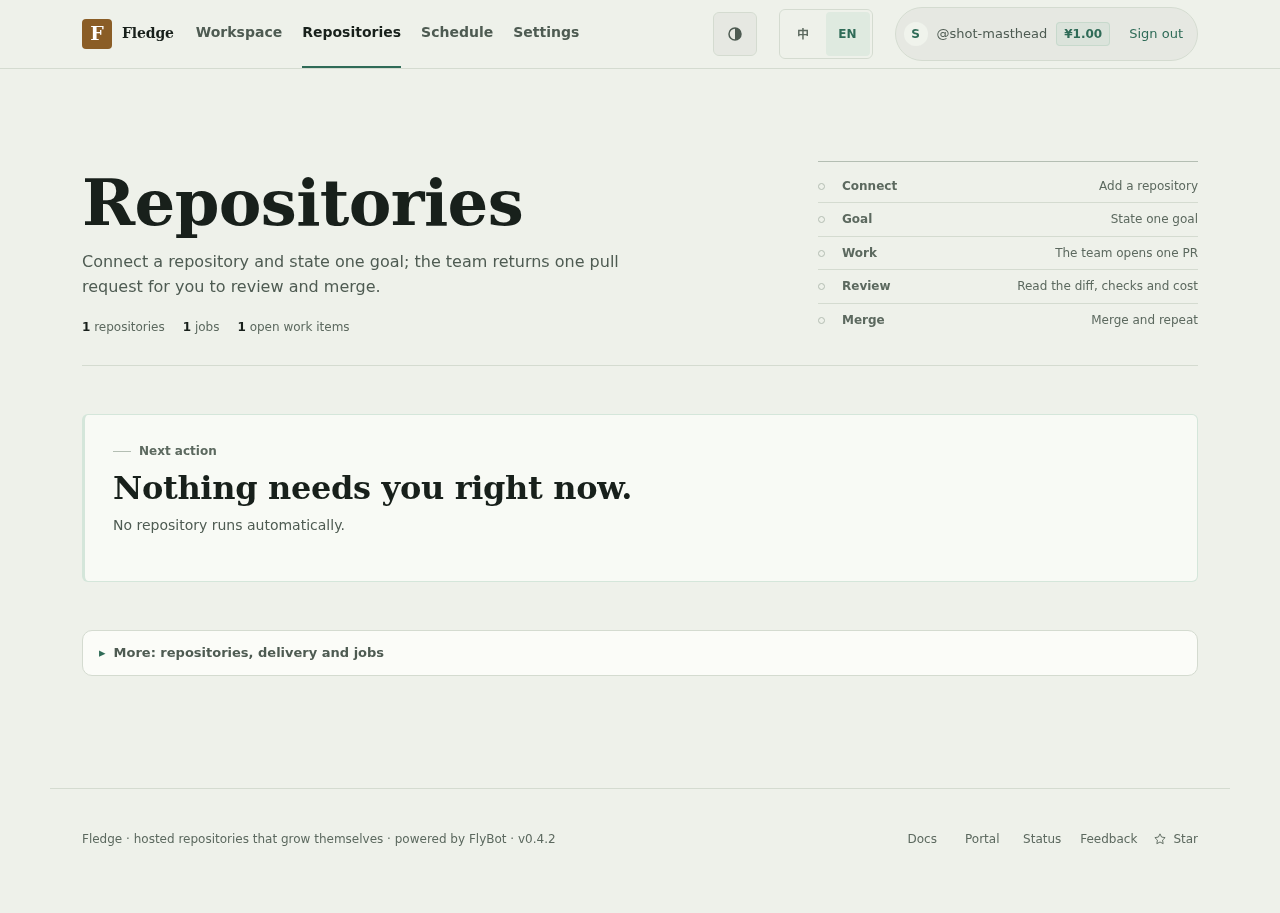 F Fledge Workspace Repositories Schedule Settings 中 EN S @shot-masthead ¥1.00 Sign out
Repositories
Connect a repository and state one goal; the team returns one pull
request for you to review and merge.
1 repositories 1 jobs 1 open work items
Connect Add a repository
Goal State one goal
Work The team opens one PR
Review Read the diff, checks and cost
Merge Merge and repeat
Next action
Nothing needs you right now.
No repository runs automatically.
▸ More: repositories, delivery and jobs
Fledge · hosted repositories that grow themselves · powered by FlyBot · v0.4.2 Docs Portal Status Feedback Star